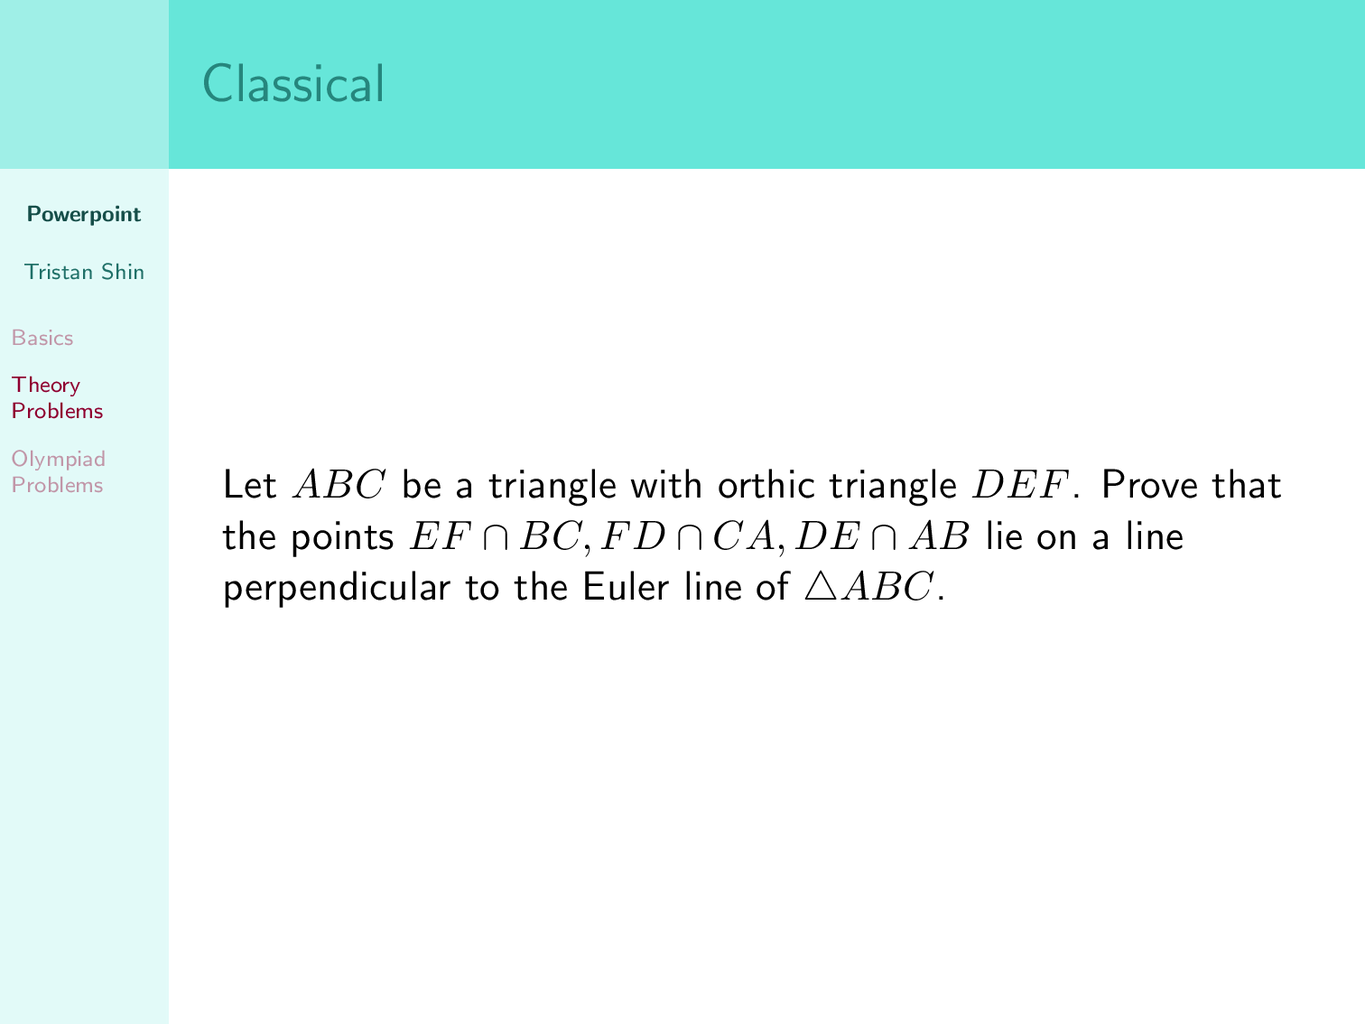 Classical
Powerpoint
Tristan Shin
Basics
Theory
Problems
Olympiad
Problems
Let ABC be a triangle with orthic triangle DEF. Prove that
the points EF ∩ BC, FD ∩ CA, DE ∩ AB lie on a line
perpendicular to the Euler line of △ABC.